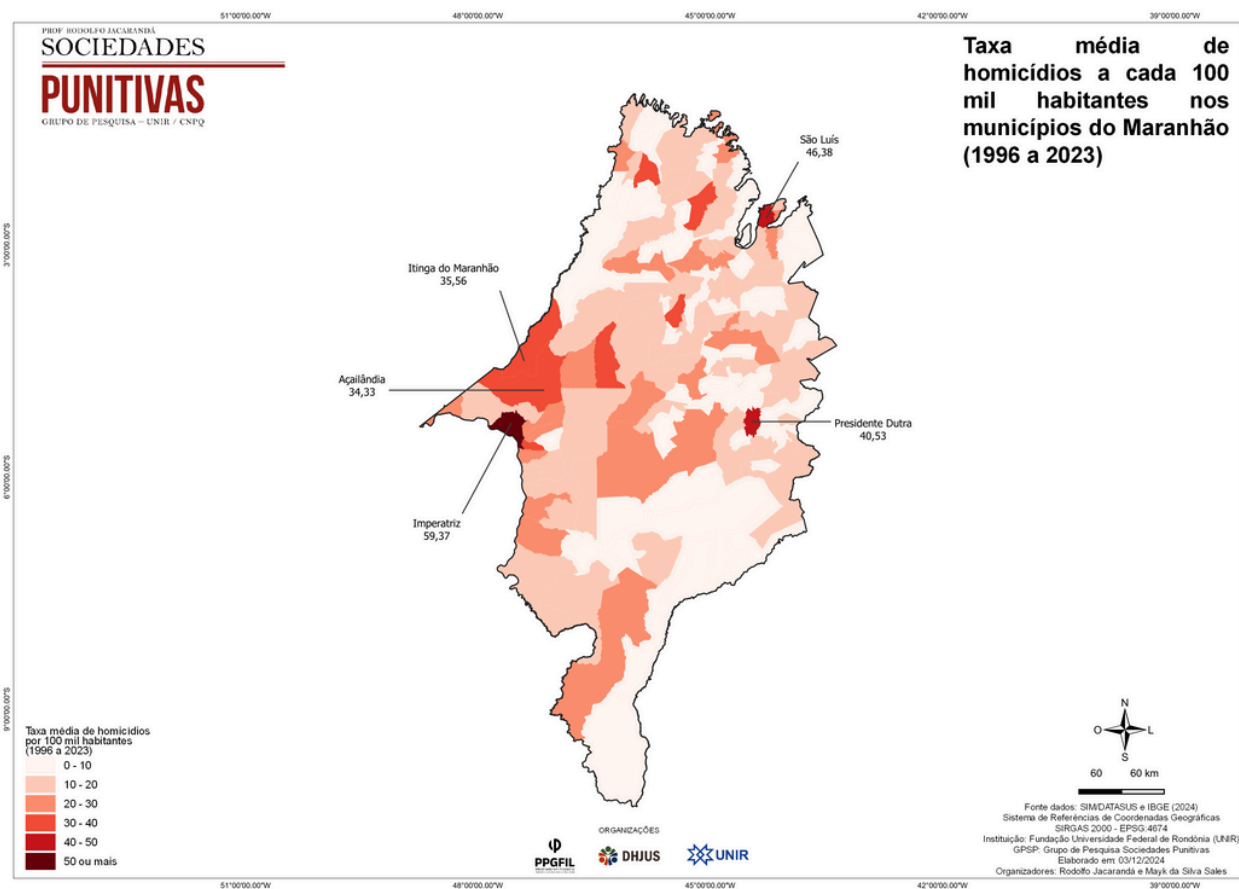 51°00'00.00"W 48°00'00.00"W 45°00'00.00"W 42°00'00.00"W 39°00'00.00"W
PROF RODOLFO JACARANDÁ
SOCIEDADES
PUNITIVAS
GRUPO DE PESQUISA – UNIR / CNPQ
Taxa média de
homicídios a cada 100
mil habitantes nos
municípios do Maranhão
(1996 a 2023)
São Luís
46,38
3°00'00.00"S
Itinga do Maranhão
35,56
Açailândia
34,33
Presidente Dutra
40,53
6°00'00.00"S
Imperatriz
59,37
9°00'00.00"S
Taxa média de homicídios
por 100 mil habitantes
(1996 a 2023)
0 - 10
10 - 20
20 - 30
30 - 40
40 - 50
50 ou mais
N
O L
S
60 60 km
ORGANIZAÇÕES
PPGFIL
DHJUS
UNIR
Fonte dados: SIM/DATASUS e IBGE (2024)
Sistema de Referências de Coordenadas Geográficas
SIRGAS 2000 - EPSG:4674
Instituição: Fundação Universidade Federal de Rondônia (UNIR)
GPSP: Grupo de Pesquisa Sociedades Punitivas
Elaborado em: 03/12/2024
Organizadores: Rodolfo Jacarandá e Mayk da Silva Sales
51°00'00.00"W 48°00'00.00"W 45°00'00.00"W 42°00'00.00"W 39°00'00.00"W